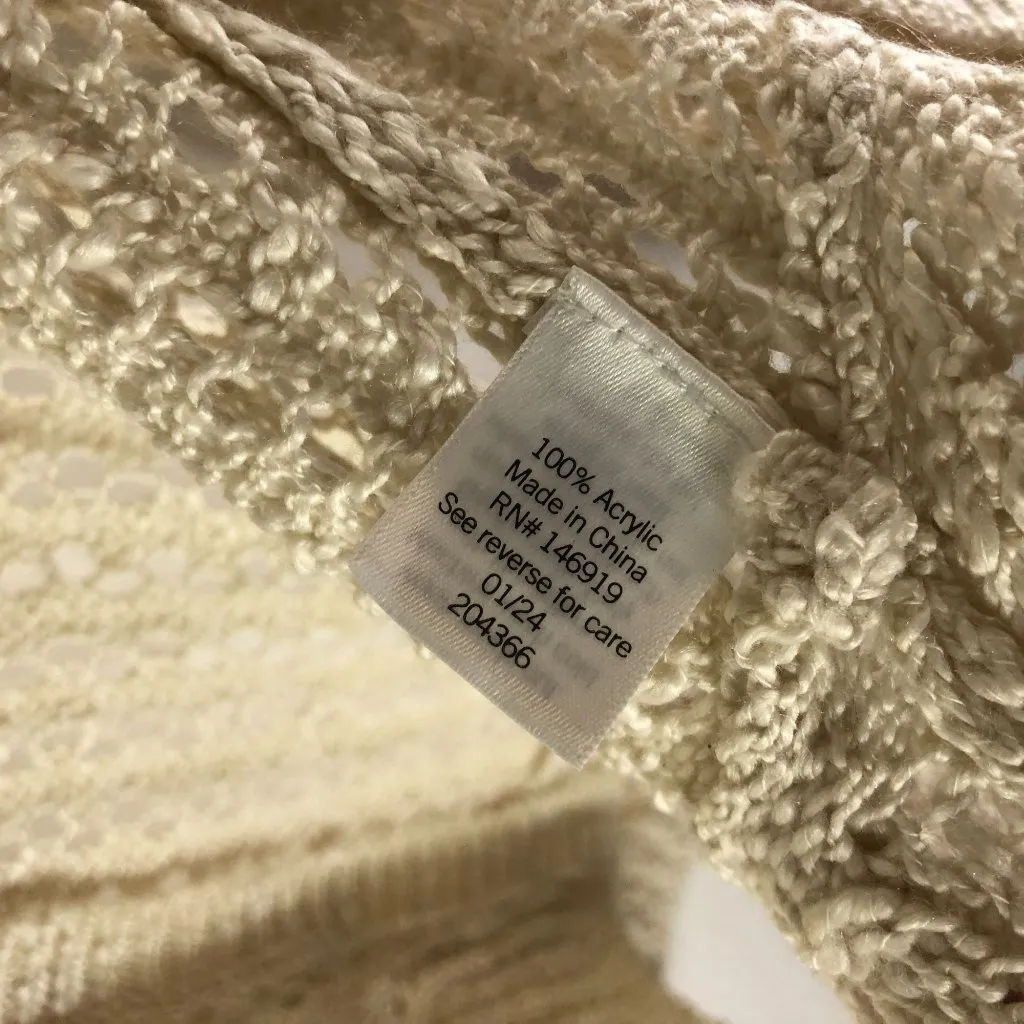 100% Acrylic
Made in China
RN# 146919
See reverse for care
01/24
204366